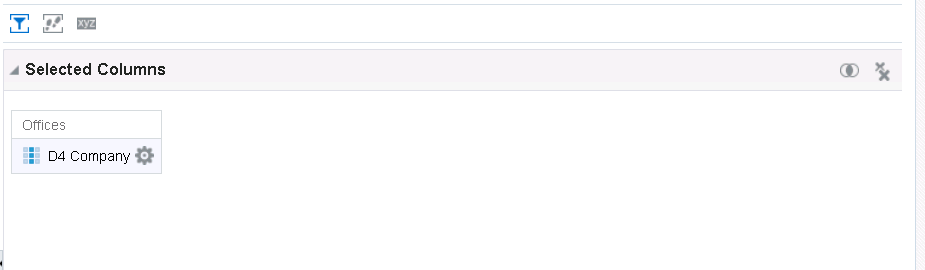 xyz
Selected Columns
Offices
D4 Company